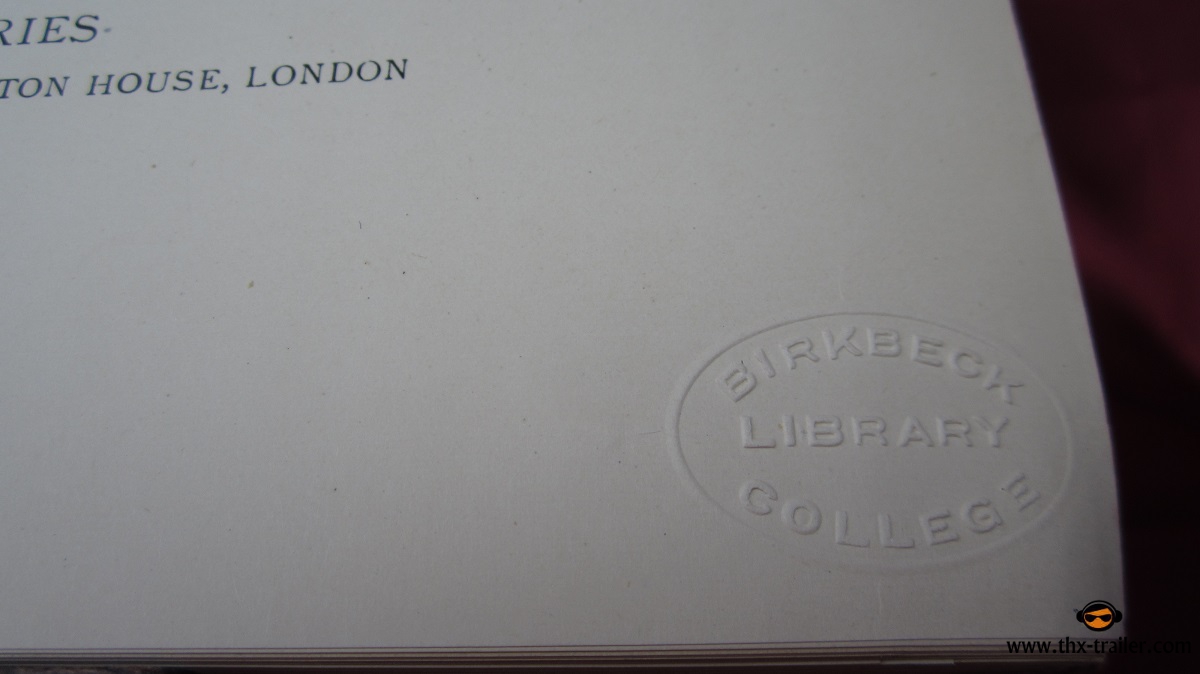 RIES
TON HOUSE, LONDON
BIRKBECK
LIBRARY
COLLEGE
www.thx-trailer.com